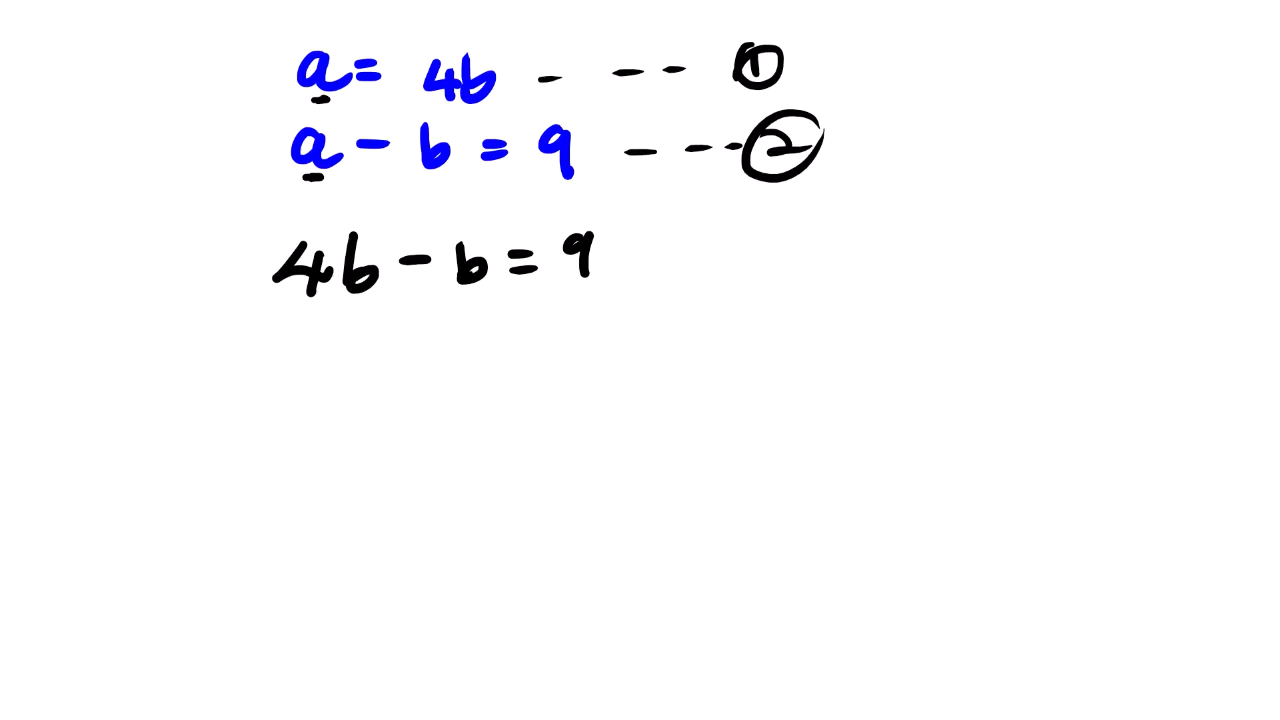 a = 4b - - - ①
a - b = 9 - - - ②
4b - b = 9